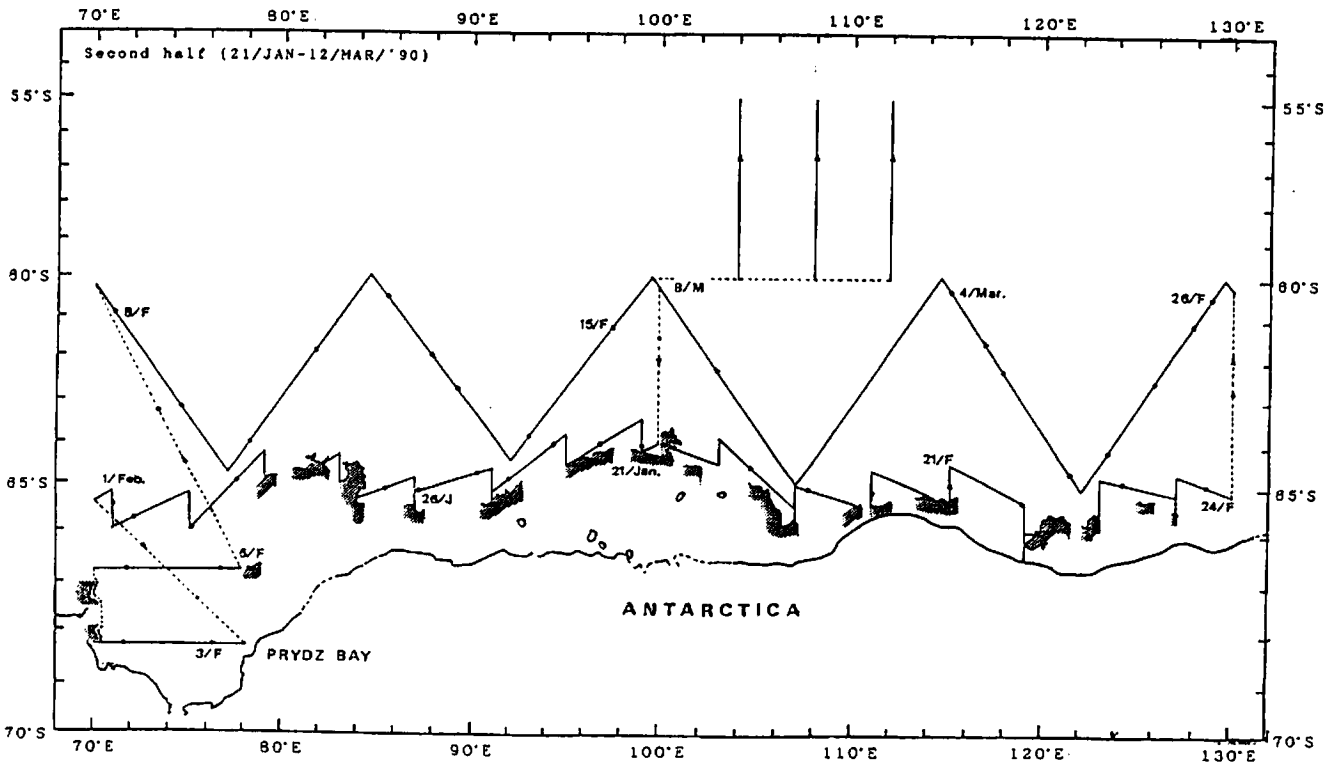 70°E 80°E 90°E 100°E 110°E 120°E 130°E
Second half (21/JAN-12/MAR/'90)
55°S 55°S
60°S 60°S
8/F 15/F 8/M 4/Mar. 26/F
65°S 65°S
1/Feb. 26/J 21/Jan. 21/F 24/F
6/F
ANTARCTICA
3/F PRYDZ BAY
70°S 70°S
70°E 80°E 90°E 100°E 110°E 120°E 130°E